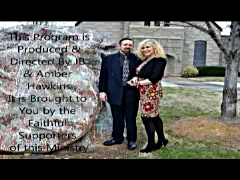 This Program is
Produced &
Directed By JB
& Amber
Hawkins
It is Brought to
You by the
Faithful
Supporters
of this Ministry